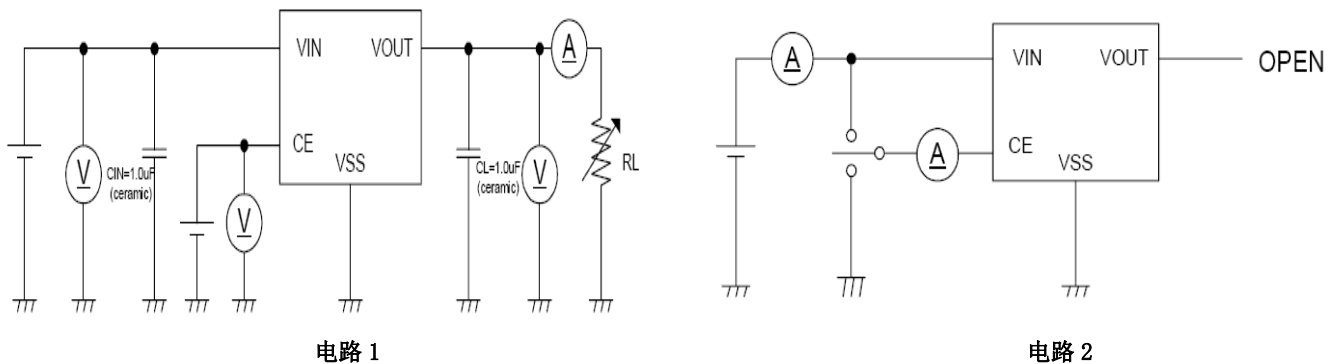 VIN VOUT
A
CE
VSS
V
CIN=1.0uF
(ceramic)
V
CL=1.0uF
(ceramic)
V
RL
电路 1
A
VIN VOUT
OPEN
A
CE
VSS
电路 2